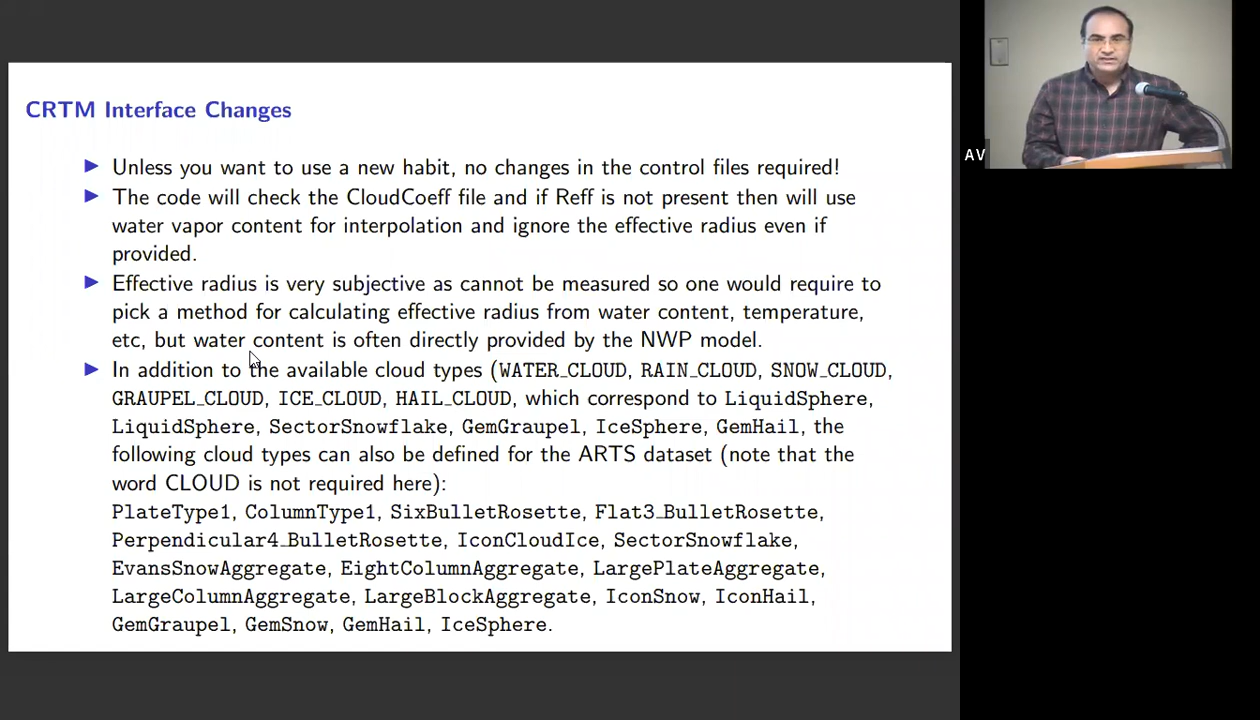 CRTM Interface Changes
Unless you want to use a new habit, no changes in the control files required!
The code will check the CloudCoeff file and if Reff is not present then will use
water vapor content for interpolation and ignore the effective radius even if
provided.
Effective radius is very subjective as cannot be measured so one would require to
pick a method for calculating effective radius from water content, temperature,
etc, but water content is often directly provided by the NWP model.
In addition to the available cloud types (WATER_CLOUD, RAIN_CLOUD, SNOW_CLOUD,
GRAUPEL_CLOUD, ICE_CLOUD, HAIL_CLOUD, which correspond to LiquidSphere,
LiquidSphere, SectorSnowflake, GemGraupel, IceSphere, GemHail, the
following cloud types can also be defined for the ARTS dataset (note that the
word CLOUD is not required here):
PlateType1, ColumnType1, SixBulletRosette, Flat3_BulletRosette,
Perpendicular4_BulletRosette, IconCloudIce, SectorSnowflake,
EvansSnowAggregate, EightColumnAggregate, LargePlateAggregate,
LargeColumnAggregate, LargeBlockAggregate, IconSnow, IconHail,
GemGraupel, GemSnow, GemHail, IceSphere.
AV